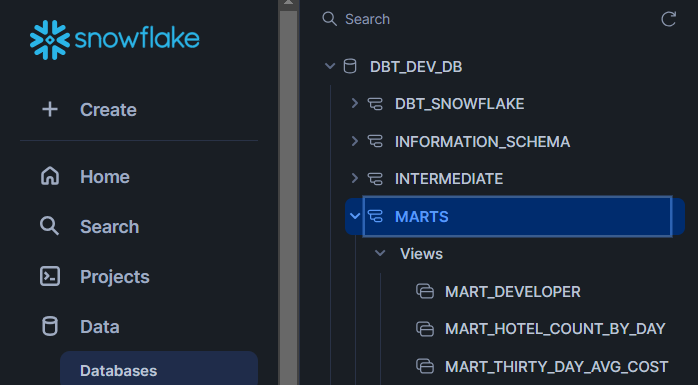 snowflake
Create
Home
Search
Projects
Data
Databases
Search
DBT_DEV_DB
DBT_SNOWFLAKE
INFORMATION_SCHEMA
INTERMEDIATE
MARTS
Views
MART_DEVELOPER
MART_HOTEL_COUNT_BY_DAY
MART_THIRTY_DAY_AVG_COST